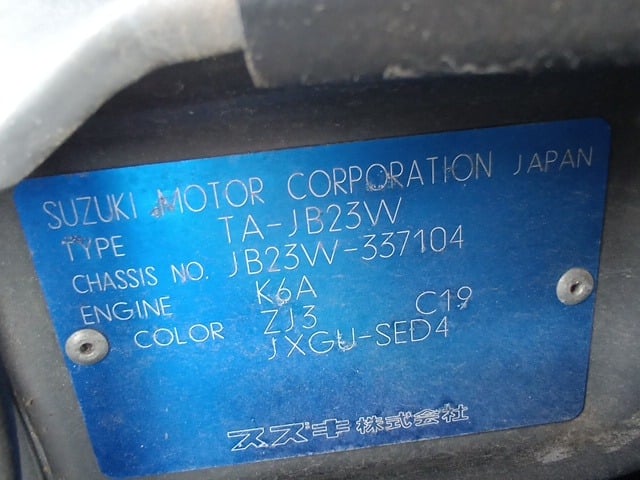 SUZUKI MOTOR CORPORATION JAPAN
TYPE TA-JB23W
CHASSIS NO. JB23W-337104
ENGINE K6A
COLOR ZJ3 C19
JXGU-SED4
スズキ株式会社